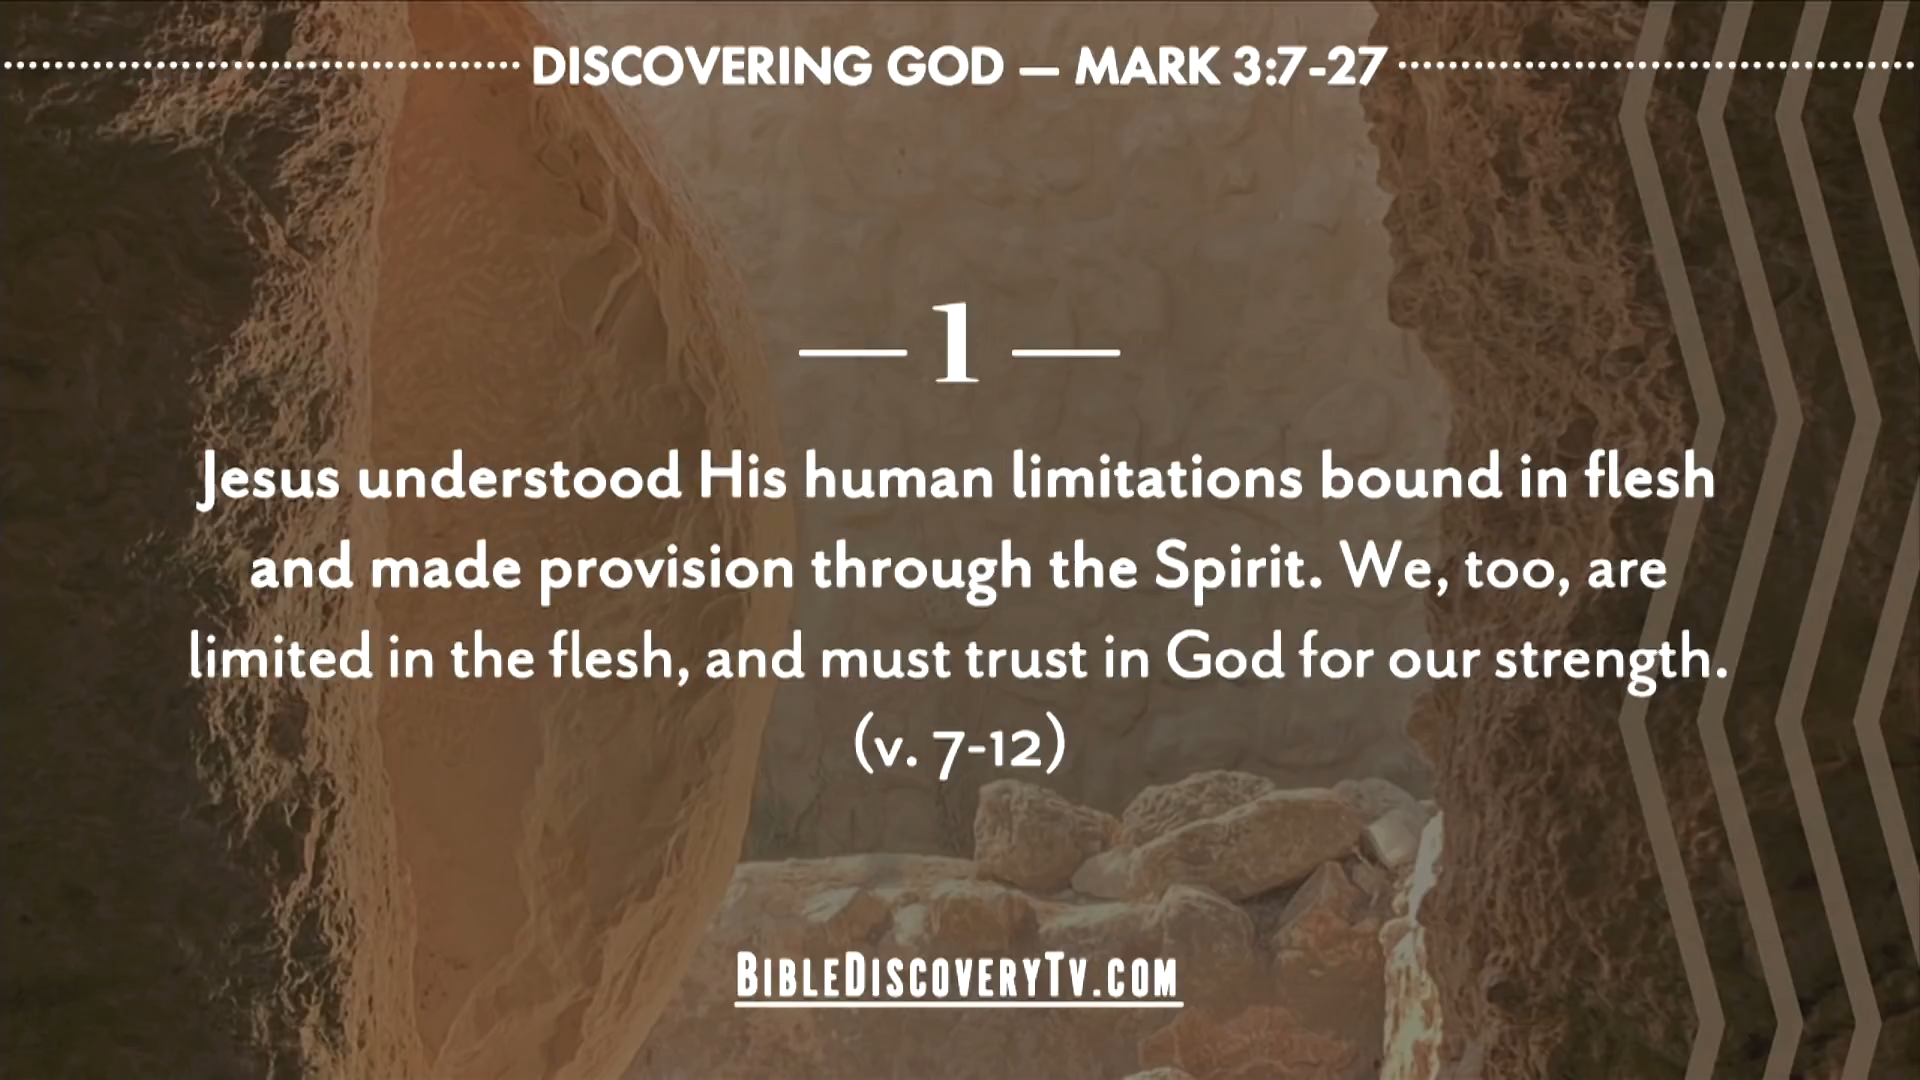 DISCOVERING GOD — MARK 3:7-27
— 1 —
Jesus understood His human limitations bound in flesh
and made provision through the Spirit. We, too, are
limited in the flesh, and must trust in God for our strength.
(v. 7-12)
BIBLEDISCOVERYTV.COM